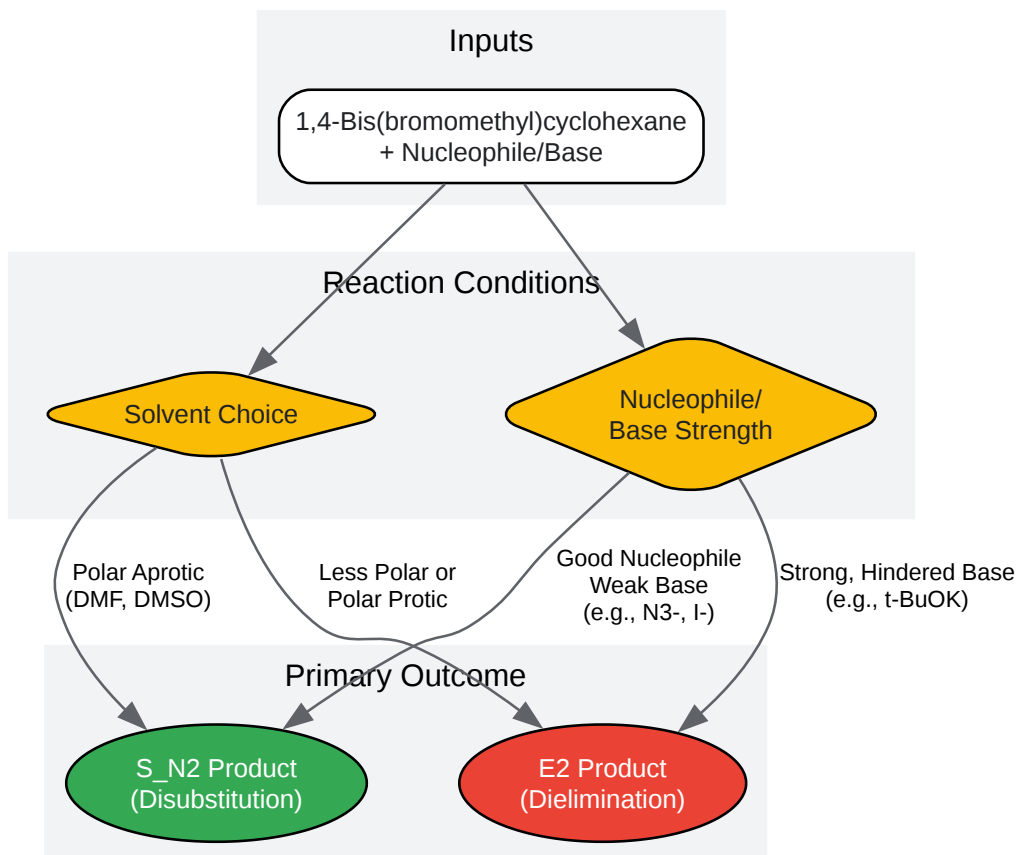 Inputs
1,4-Bis(bromomethyl)cyclohexane
+ Nucleophile/Base
Reaction Conditions
Solvent Choice
Nucleophile/
Base Strength
Polar Aprotic
(DMF, DMSO)
Less Polar or
Polar Protic
Good Nucleophile
Weak Base
(e.g., N3-, I-)
Strong, Hindered Base
(e.g., t-BuOK)
Primary Outcome
S_N2 Product
(Disubstitution)
E2 Product
(Dielimination)